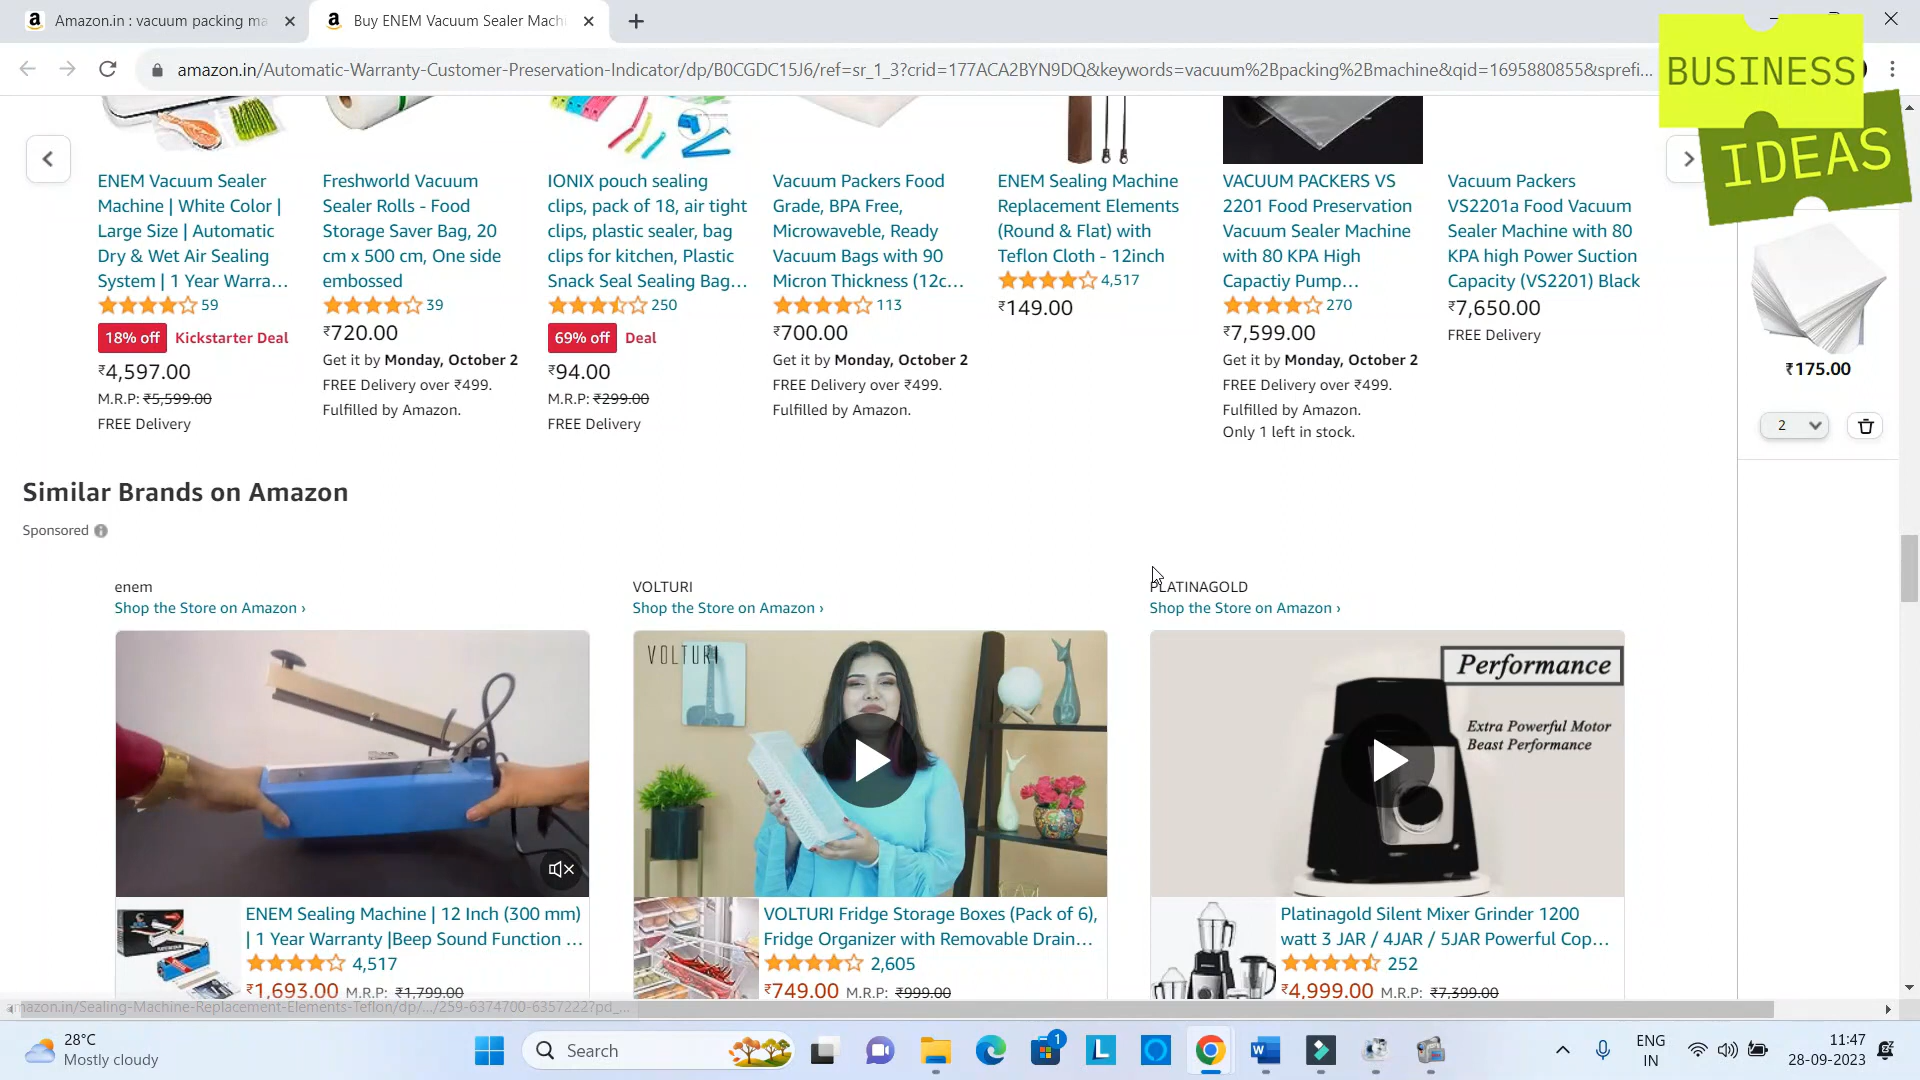 Amazon.in : vacuum packing ma
Buy ENEM Vacuum Sealer Mach
amazon.in/Automatic-Warranty-Customer-Preservation-Indicator/dp/B0CGDC15J6/ref=sr_1_3?crid=177ACA2BYN9DQ&keywords=vacuum%2Bpacking%2Bmachine&qid=1695880855&sprefi...
BUSINESS
IDEAS
ENEM Vacuum Sealer
Machine | White Color |
Large Size | Automatic
Dry & Wet Air Sealing
System | 1 Year Warra...
59
18% off Kickstarter Deal
₹4,597.00
M.R.P: ₹5,599.00
FREE Delivery
Freshworld Vacuum
Sealer Rolls - Food
Storage Saver Bag, 20
cm x 500 cm, One side
embossed
39
₹720.00
Get it by Monday, October 2
FREE Delivery over ₹499.
Fulfilled by Amazon.
IONIX pouch sealing
clips, pack of 18, air tight
clips, plastic sealer, bag
clips for kitchen, Plastic
Snack Seal Sealing Bag...
250
69% off Deal
₹94.00
M.R.P: ₹299.00
FREE Delivery
Vacuum Packers Food
Grade, BPA Free,
Microwaveble, Ready
Vacuum Bags with 90
Micron Thickness (12c...
113
₹700.00
Get it by Monday, October 2
FREE Delivery over ₹499.
Fulfilled by Amazon.
ENEM Sealing Machine
Replacement Elements
(Round & Flat) with
Teflon Cloth - 12inch
4,517
₹149.00
VACUUM PACKERS VS
2201 Food Preservation
Vacuum Sealer Machine
with 80 KPA High
Capactiy Pump...
270
₹7,599.00
Get it by Monday, October 2
FREE Delivery over ₹499.
Fulfilled by Amazon.
Only 1 left in stock.
Vacuum Packers
VS2201a Food Vacuum
Sealer Machine with 80
KPA high Power Suction
Capacity (VS2201) Black
₹7,650.00
FREE Delivery
₹175.00
2
Similar Brands on Amazon
Sponsored
enem
Shop the Store on Amazon ›
VOLTURI
Shop the Store on Amazon ›
PLATINAGOLD
Shop the Store on Amazon ›
VOLTURI
Performance
Extra Powerful Motor
Beast Performance
ENEM Sealing Machine | 12 Inch (300 mm)
| 1 Year Warranty |Beep Sound Function ...
4,517
₹1,693.00 M.R.P: ₹1,799.00
VOLTURI Fridge Storage Boxes (Pack of 6),
Fridge Organizer with Removable Drain...
2,605
₹749.00 M.R.P: ₹999.00
Platinagold Silent Mixer Grinder 1200
watt 3 JAR / 4JAR / 5JAR Powerful Cop...
252
₹4,999.00 M.R.P: ₹7,399.00
amazon.in/Sealing-Machine-Replacement-Elements-Teflon/dp/.../259-6374700-6357222?pd_...
28°C
Mostly cloudy
Search
1
ENG
IN
11:47
28-09-2023